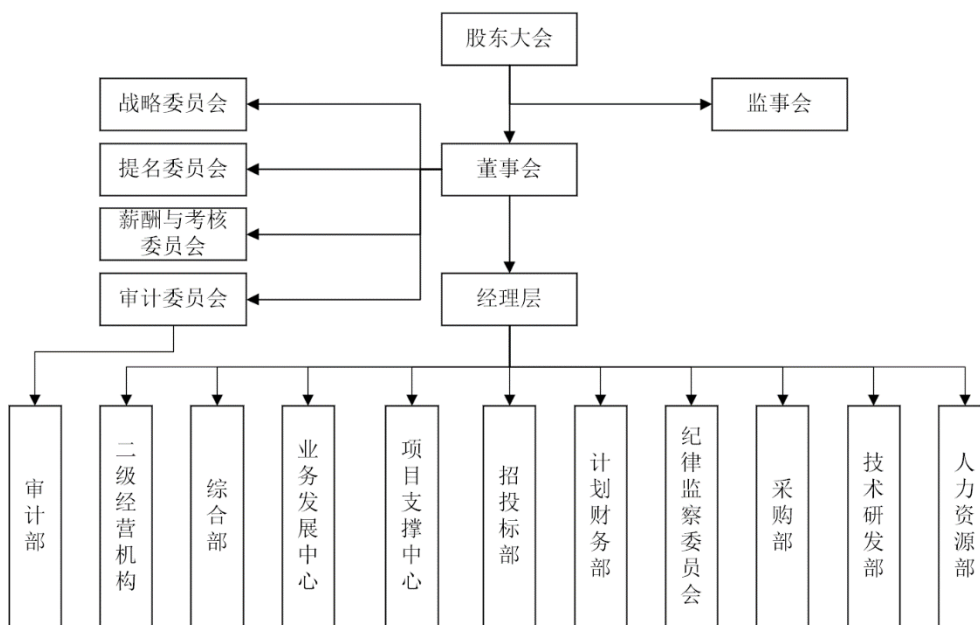 股东大会
战略委员会
监事会
提名委员会
董事会
薪酬与考核
委员会
审计委员会
经理层
审计部
二级经营机构
综合部
业务发展中心
项目支撑中心
招投标部
计划财务部
纪律监察委员会
采购部
技术研发部
人力资源部